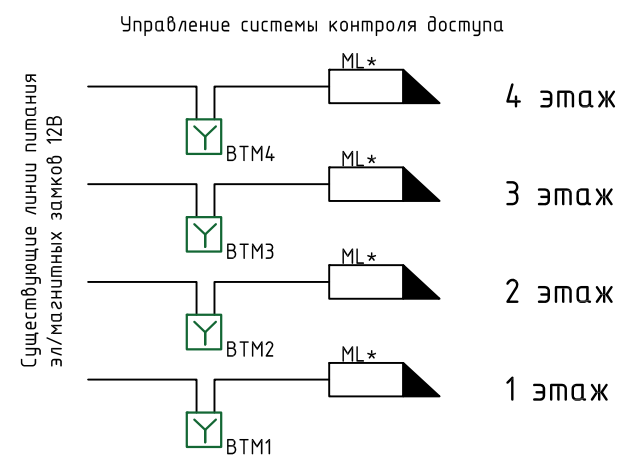 Управление системы контроля доступа
Существующие линии питания
эл/магнитных замков 12В
ML*
4 этаж
Y
BTM4
ML*
3 этаж
Y
BTM3
ML*
2 этаж
Y
BTM2
ML*
1 этаж
Y
BTM1